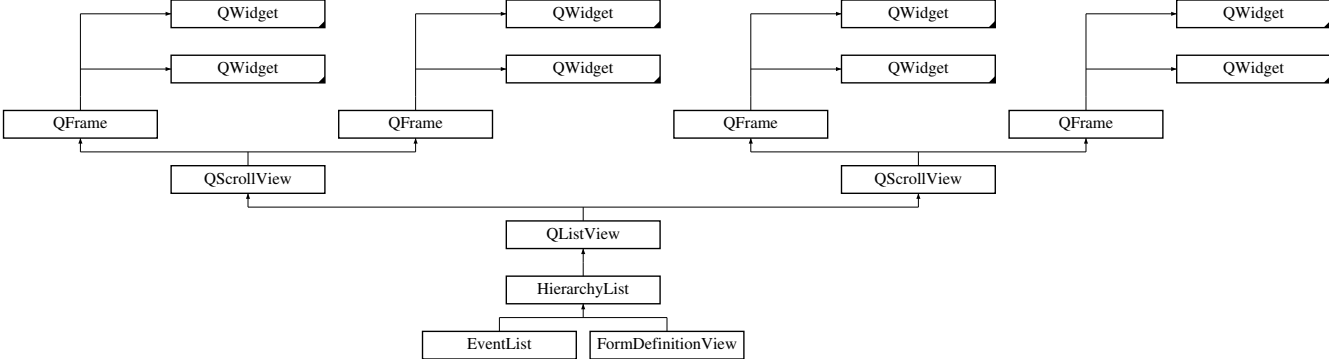 QWidget QWidget QWidget QWidget
QWidget QWidget QWidget QWidget
QFrame QFrame QFrame QFrame
QScrollView QScrollView
QListView
HierarchyList
EventList FormDefinitionView